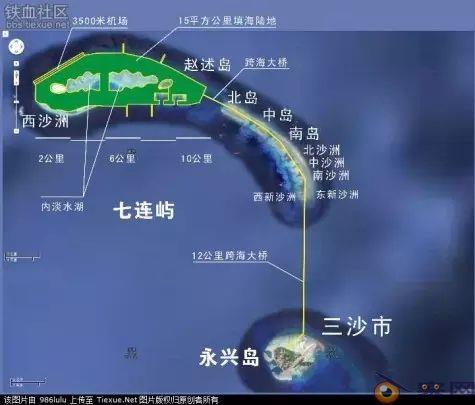 铁血社区
bbs.tiexue.net
3500米机场
15平方公里填海陆地
赵述岛
跨海大桥
北岛
中岛
南岛
西沙洲
北沙洲
中沙洲
南沙洲
2公里
6公里
10公里
西新沙洲
东新沙洲
内淡水湖
七连屿
12公里跨海大桥
三沙市
永兴岛
该图片由 986lulu 上传至 Tiexue.Net 图片版权归原创者所有